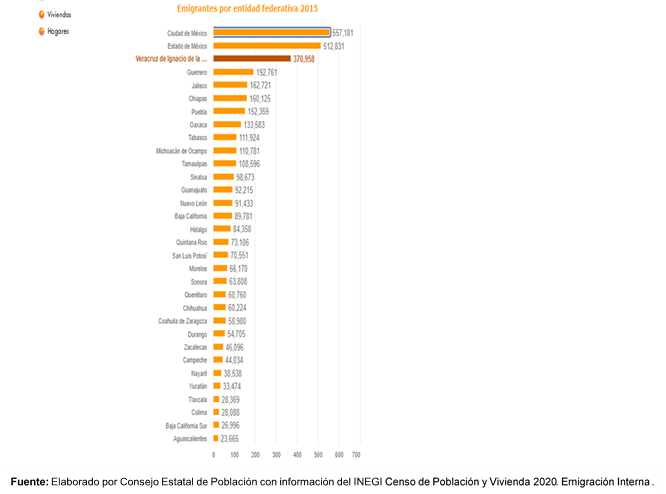 Viviendas
Hogares
Emigrantes por entidad federativa 2015
Ciudad de México 557,181
Estado de México 512,831
Veracruz de Ignacio de la ... 370,958
Guerrero 192,761
Jalisco 162,721
Chiapas 160,125
Puebla 152,359
Oaxaca 133,583
Tabasco 111,924
Michoacán de Ocampo 110,781
Tamaulipas 108,596
Sinaloa 98,673
Guanajuato 92,215
Nuevo León 91,433
Baja California 89,781
Hidalgo 84,358
Quintana Roo 73,106
San Luis Potosí 70,551
Morelos 66,170
Sonora 63,808
Querétaro 60,760
Chihuahua 60,224
Coahuila de Zaragoza 58,980
Durango 54,705
Zacatecas 46,096
Campeche 44,034
Nayarit 38,538
Yucatán 33,474
Tlaxcala 28,369
Colima 28,088
Baja California Sur 26,996
Aguascalientes 23,665
0 100 200 300 400 500 600 700
Fuente: Elaborado por Consejo Estatal de Población con información del INEGI Censo de Población y Vivienda 2020. Emigración Interna.